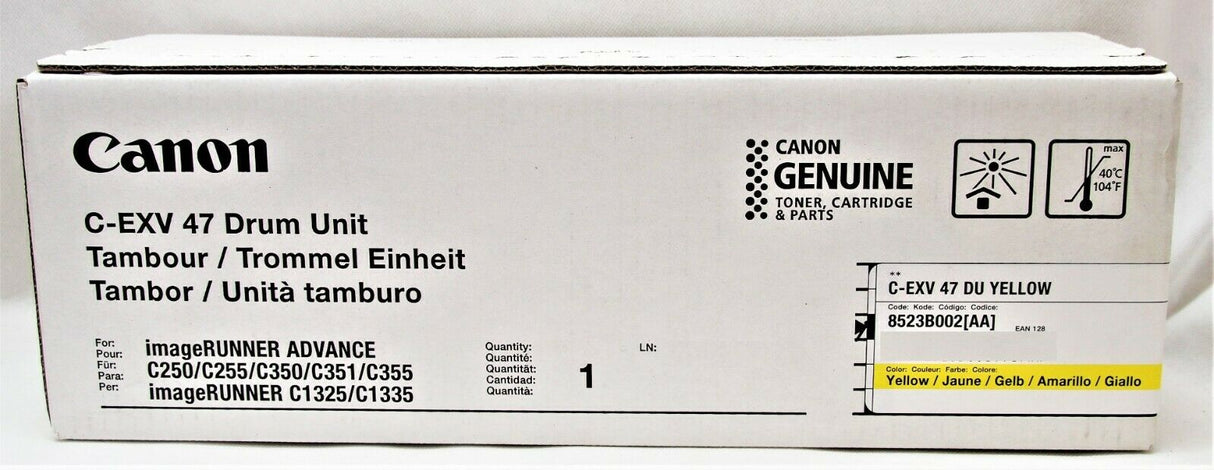 Canon
C-EXV 47 Drum Unit
Tambour / Trommel Einheit
Tambor / Unità tamburo
For:
Pour:
Für:
Para:
Per:
imageRUNNER ADVANCE
C250/C255/C350/C351/C355
imageRUNNER C1325/C1335
Quantity:
Quantité:
Quantität:
Cantidad:
Quantità:
1
LN:
CANON
GENUINE
TONER, CARTRIDGE
& PARTS
max
40°C
104°F
**
C-EXV 47 DU YELLOW
Code: Kode: Código: Codice:
8523B002[AA]
EAN 128
Color: Couleur: Farbe: Colore:
Yellow / Jaune / Gelb / Amarillo / Giallo